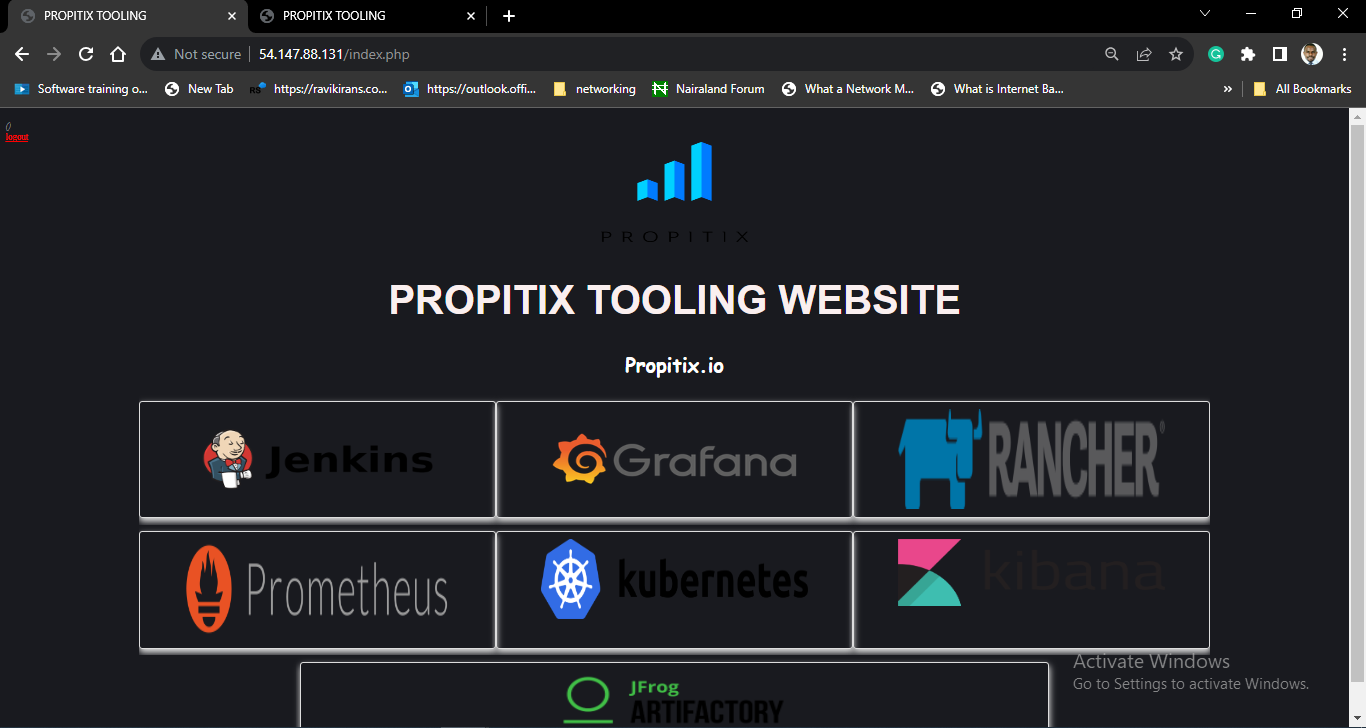 PROPITIX TOOLING
PROPITIX TOOLING
Not secure
54.147.88.131/index.php
Software training o...
New Tab
https://ravikirans.co...
https://outlook.offi...
networking
Nairaland Forum
What a Network M...
What is Internet Ba...
»
All Bookmarks
()
logout
PROPITIX
PROPITIX TOOLING WEBSITE
Propitix.io
Jenkins
Grafana
RANCHER
Prometheus
kubernetes
kibana
Activate Windows
Go to Settings to activate Windows.
JFrog
ARTIFACTORY